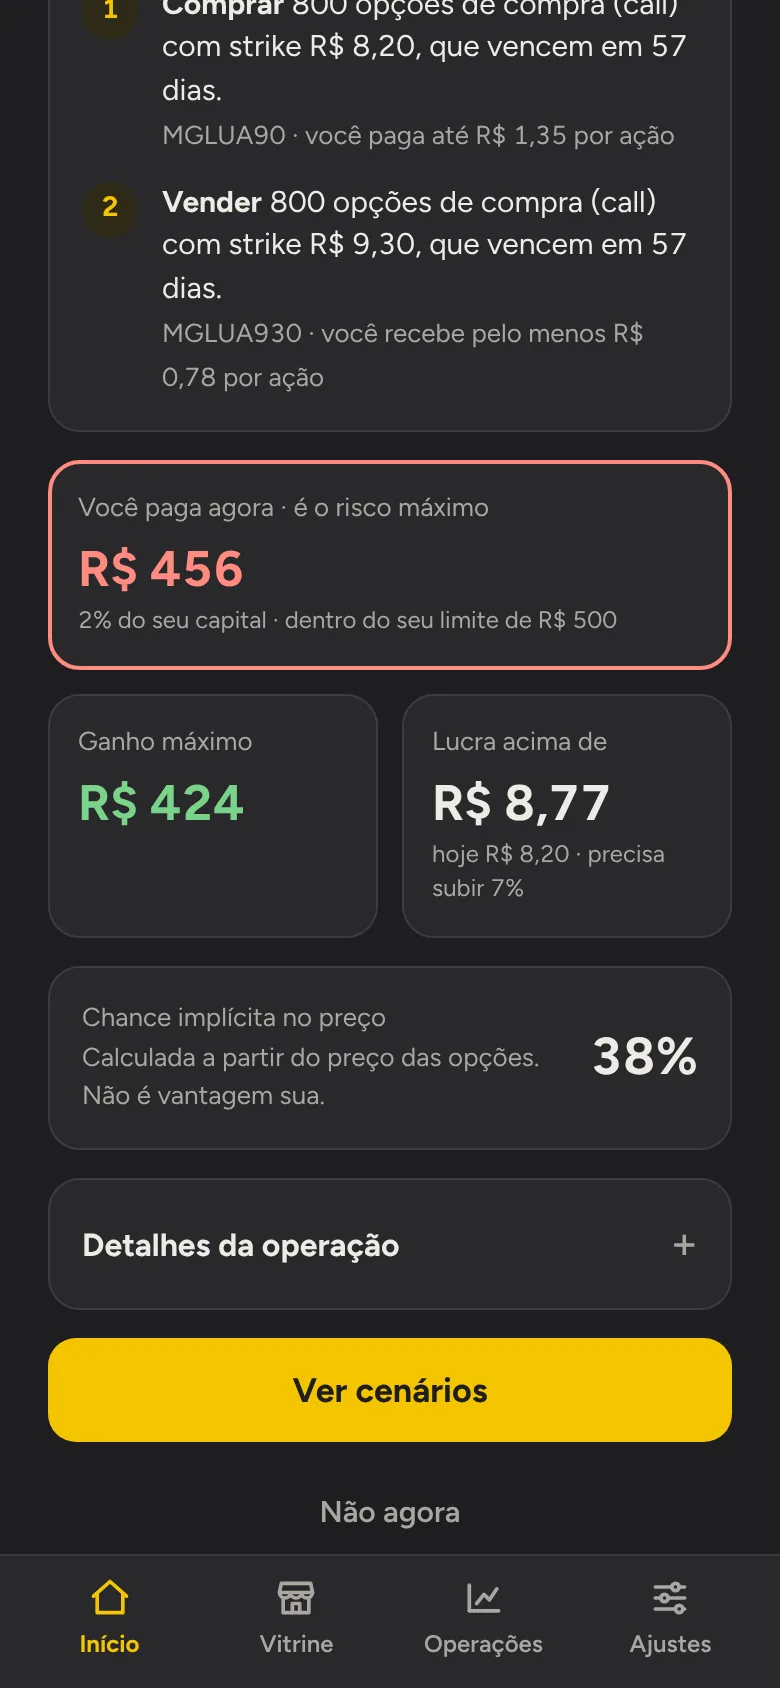 1
Comprar 800 opções de compra (call)
com strike R$ 8,20, que vencem em 57
dias.
MGLUA90 · você paga até R$ 1,35 por ação
2
Vender 800 opções de compra (call)
com strike R$ 9,30, que vencem em 57
dias.
MGLUA930 · você recebe pelo menos R$
0,78 por ação
Você paga agora · é o risco máximo
R$ 456
2% do seu capital · dentro do seu limite de R$ 500
Ganho máximo
R$ 424
Lucra acima de
R$ 8,77
hoje R$ 8,20 · precisa
subir 7%
Chance implícita no preço
Calculada a partir do preço das opções.
Não é vantagem sua.
38%
Detalhes da operação
+
Ver cenários
Não agora
Início
Vitrine
Operações
Ajustes